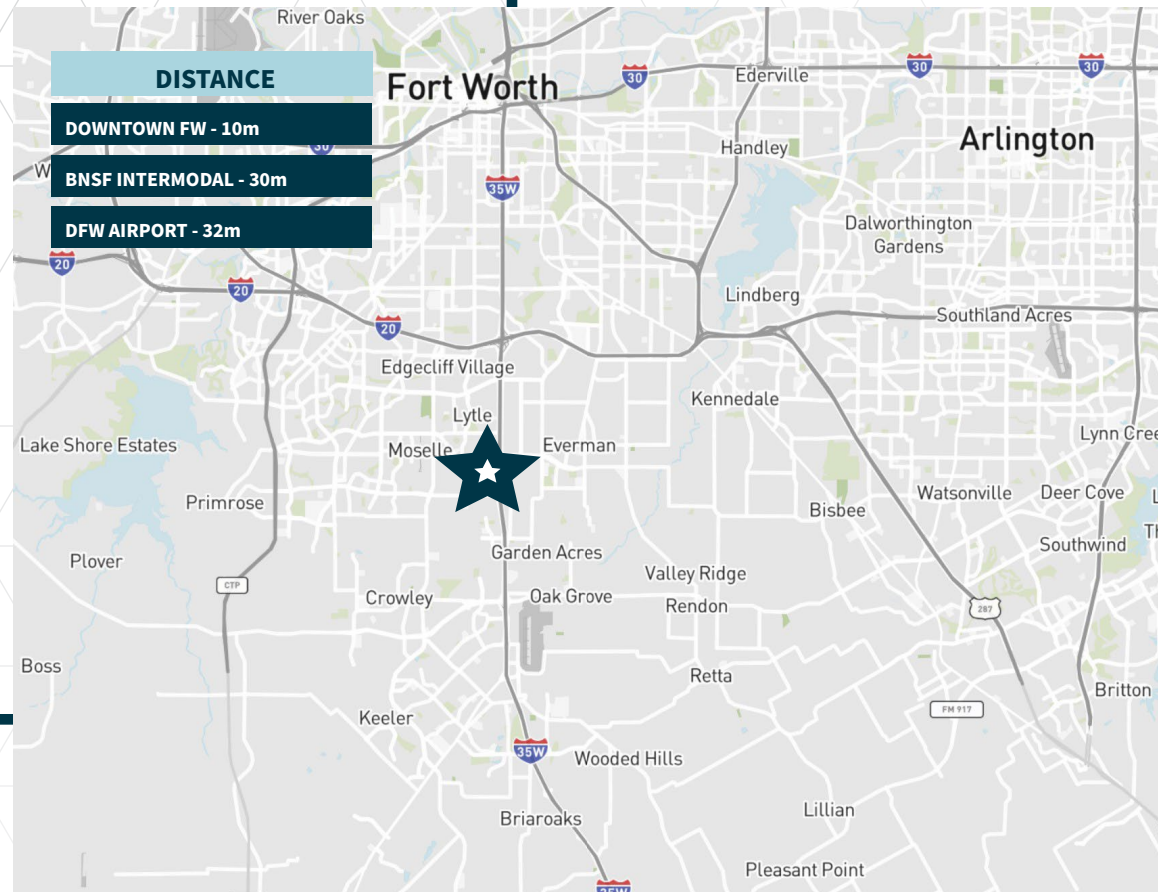 River Oaks
DISTANCE
DOWNTOWN FW - 10m
BNSF INTERMODAL - 30m
DFW AIRPORT - 32m
Fort Worth
30
Ederville
30
30
30
Handley
Arlington
W
35W
Dalworthington
Gardens
20
20
20
Lindberg
Southland Acres
Edgecliff Village
Kennedale
Lytle
Lake Shore Estates
Moselle
Everman
Lynn Cree
Primrose
Bisbee
Watsonville
Deer Cove
L
Th
Southwind
Plover
Garden Acres
Valley Ridge
CTP
Crowley
Oak Grove
Rendon
287
Boss
Retta
Britton
FM 917
Keeler
35W
Wooded Hills
Briaroaks
Lillian
Pleasant Point
35W